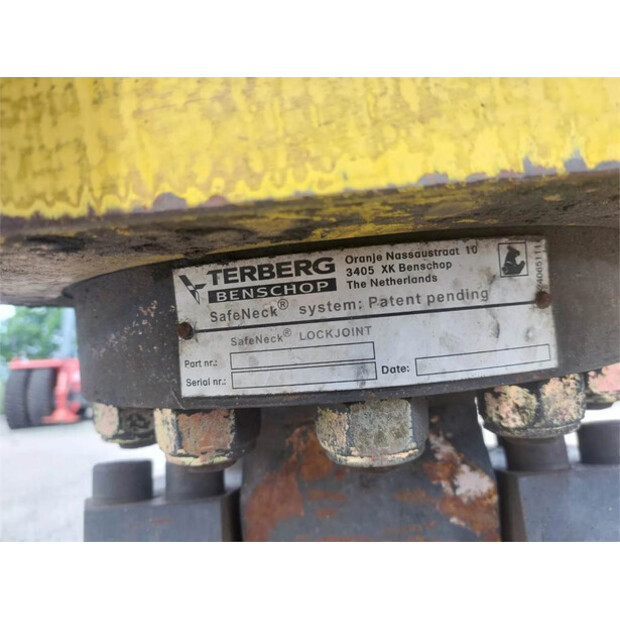 TERBERG
BENSCHOP
Oranje Nassaustraat 10
3405 XK Benschop
The Netherlands
SafeNeck® system: Patent pending
SafeNeck® LOCKJOINT
Part nr.:
Serial nr.:
Date: